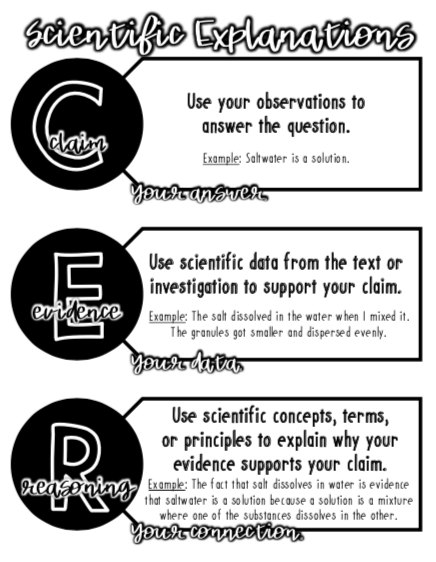 Scientific Explanations
C
claim
Use your observations to
answer the question.
Example: Saltwater is a solution.
Your answer.
E
evidence
Use scientific data from the text or
investigation to support your claim.
Example: The salt dissolved in the water when I mixed it.
The granules got smaller and dispersed evenly.
Your data.
R
reasoning
Use scientific concepts, terms,
or principles to explain why your
evidence supports your claim.
Example: The fact that salt dissolves in water is evidence
that saltwater is a solution because a solution is a mixture
where one of the substances dissolves in the other.
Your connection.